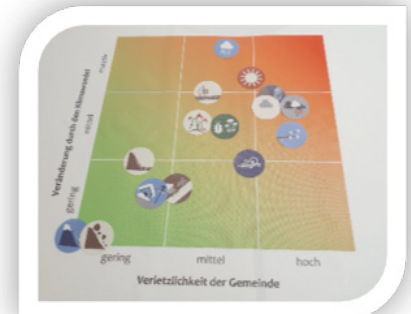 Veränderung durch den Klimawandel
gering
gering
mittel
hoch
Verletzlichkeit der Gemeinde